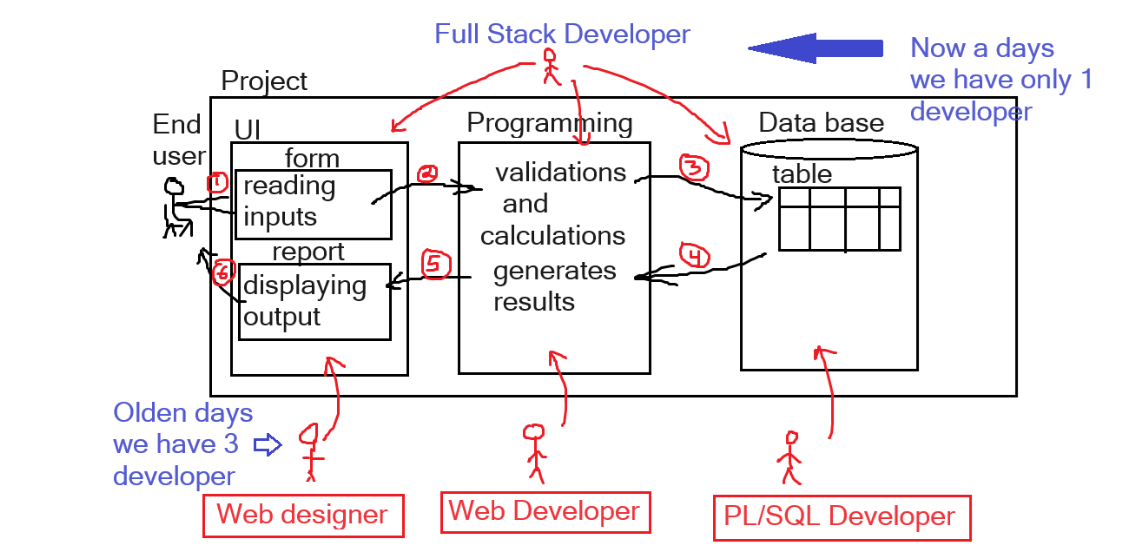 Full Stack Developer
Now a days
we have only 1
developer
Project
End
user
UI
form
reading
inputs
report
displaying
output
Programming
validations
and
calculations
generates
results
Data base
table
1
2
3
4
5
6
Olden days
we have 3
developer
Web designer
Web Developer
PL/SQL Developer